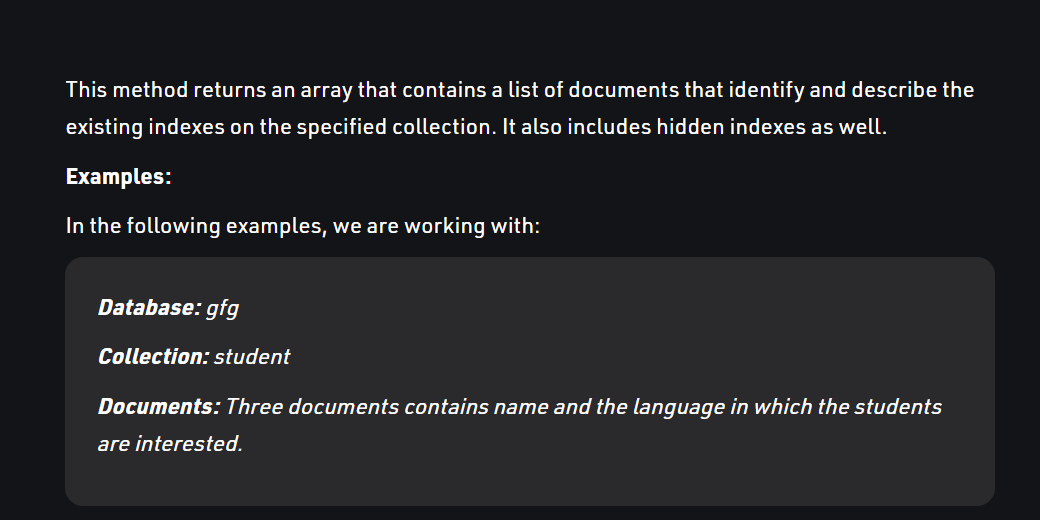 This method returns an array that contains a list of documents that identify and describe the
existing indexes on the specified collection. It also includes hidden indexes as well.
Examples:
In the following examples, we are working with:
Database: gfg
Collection: student
Documents: Three documents contains name and the language in which the students
are interested.